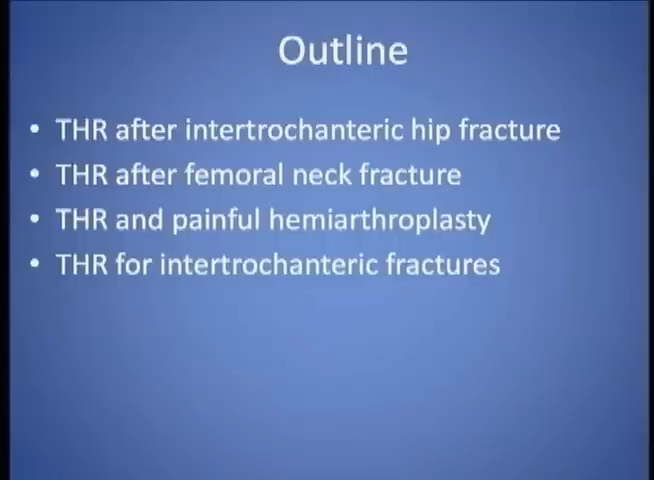 Outline
• THR after intertrochanteric hip fracture
• THR after femoral neck fracture
• THR and painful hemiarthroplasty
• THR for intertrochanteric fractures